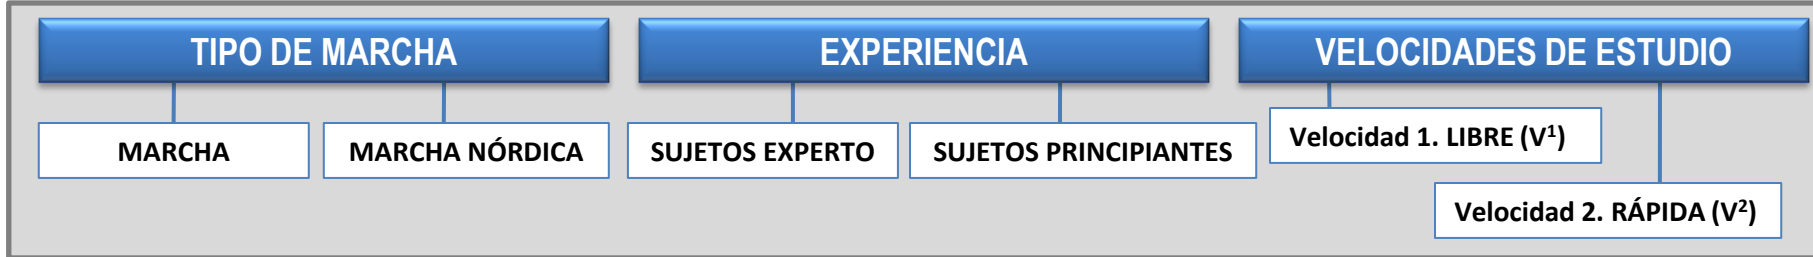 TIPO DE MARCHA
EXPERIENCIA
VELOCIDADES DE ESTUDIO
MARCHA
MARCHA NÓRDICA
SUJETOS EXPERTO
SUJETOS PRINCIPIANTES
Velocidad 1. LIBRE (V¹)
Velocidad 2. RÁPIDA (V²)